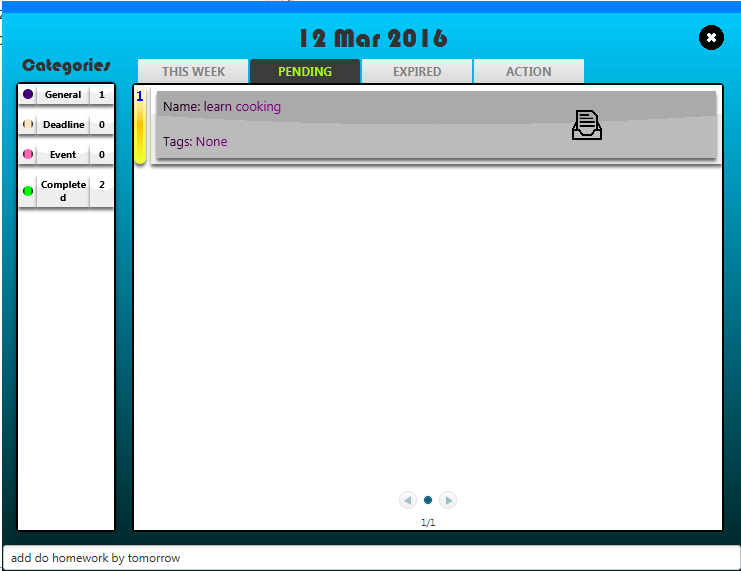 12 Mar 2016
Categories
THIS WEEK PENDING EXPIRED ACTION
General 1
Deadline 0
Event 0
Complete 2
d
1
Name: learn cooking
Tags: None
1/1
add do homework by tomorrow